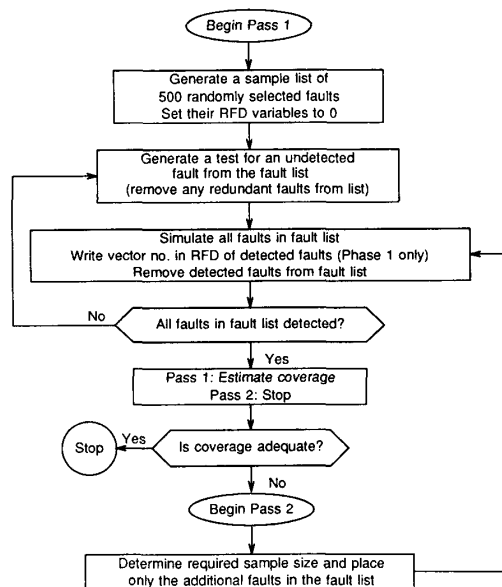 Begin Pass 1
Generate a sample list of
500 randomly selected faults
Set their RFD variables to 0
Generate a test for an undetected
fault from the fault list
(remove any redundant faults from list)
Simulate all faults in fault list
Write vector no. in RFD of detected faults (Phase 1 only)
Remove detected faults from fault list
No
All faults in fault list detected?
Yes
Pass 1: Estimate coverage
Pass 2: Stop
Stop
Yes
Is coverage adequate?
No
Begin Pass 2
Determine required sample size and place
only the additional faults in the fault list